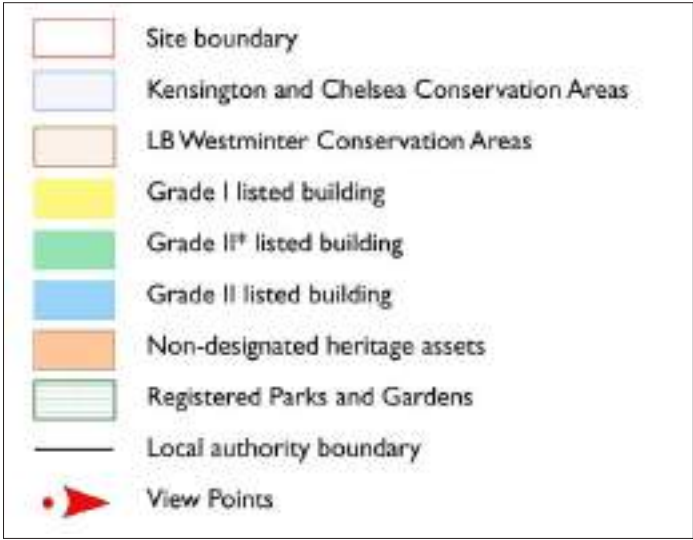 Site boundary
Kensington and Chelsea Conservation Areas
LB Westminter Conservation Areas
Grade I listed building
Grade II* listed building
Grade II listed building
Non-designated heritage assets
Registered Parks and Gardens
Local authority boundary
View Points